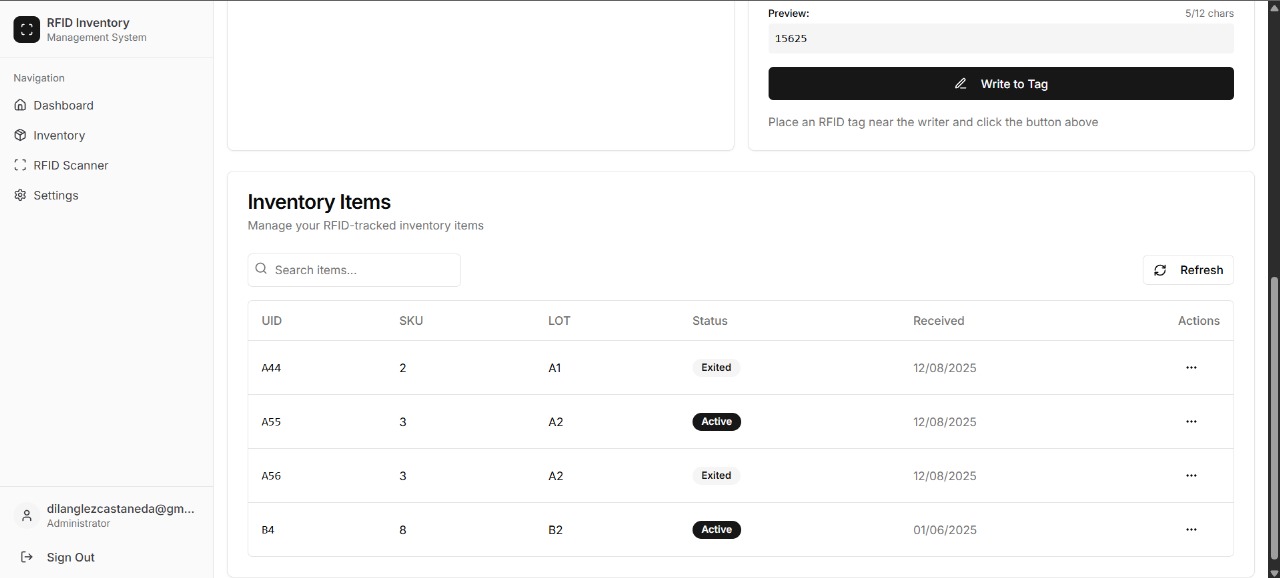 RFID Inventory
Management System
Navigation
Dashboard
Inventory
RFID Scanner
Settings
dilanglezcastaneda@gm...
Administrator
Sign Out
Preview:
5/12 chars
15625
Write to Tag
Place an RFID tag near the writer and click the button above
Inventory Items
Manage your RFID-tracked inventory items
Search items...
Refresh
UID SKU LOT Status Received Actions
A44 2 A1 Exited 12/08/2025 ...
A55 3 A2 Active 12/08/2025 ...
A56 3 A2 Exited 12/08/2025 ...
B4 8 B2 Active 01/06/2025 ...